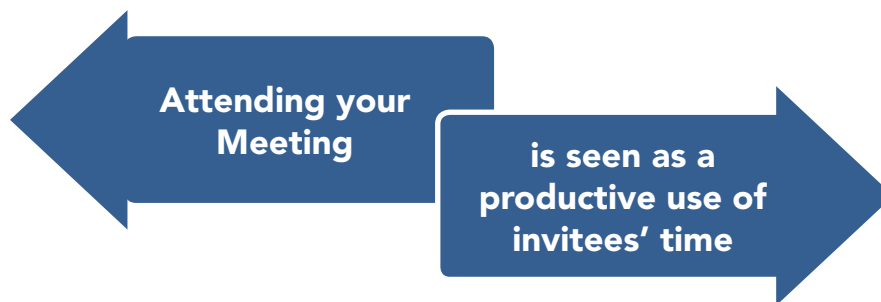 Attending your
Meeting
is seen as a
productive use of
invitees’ time